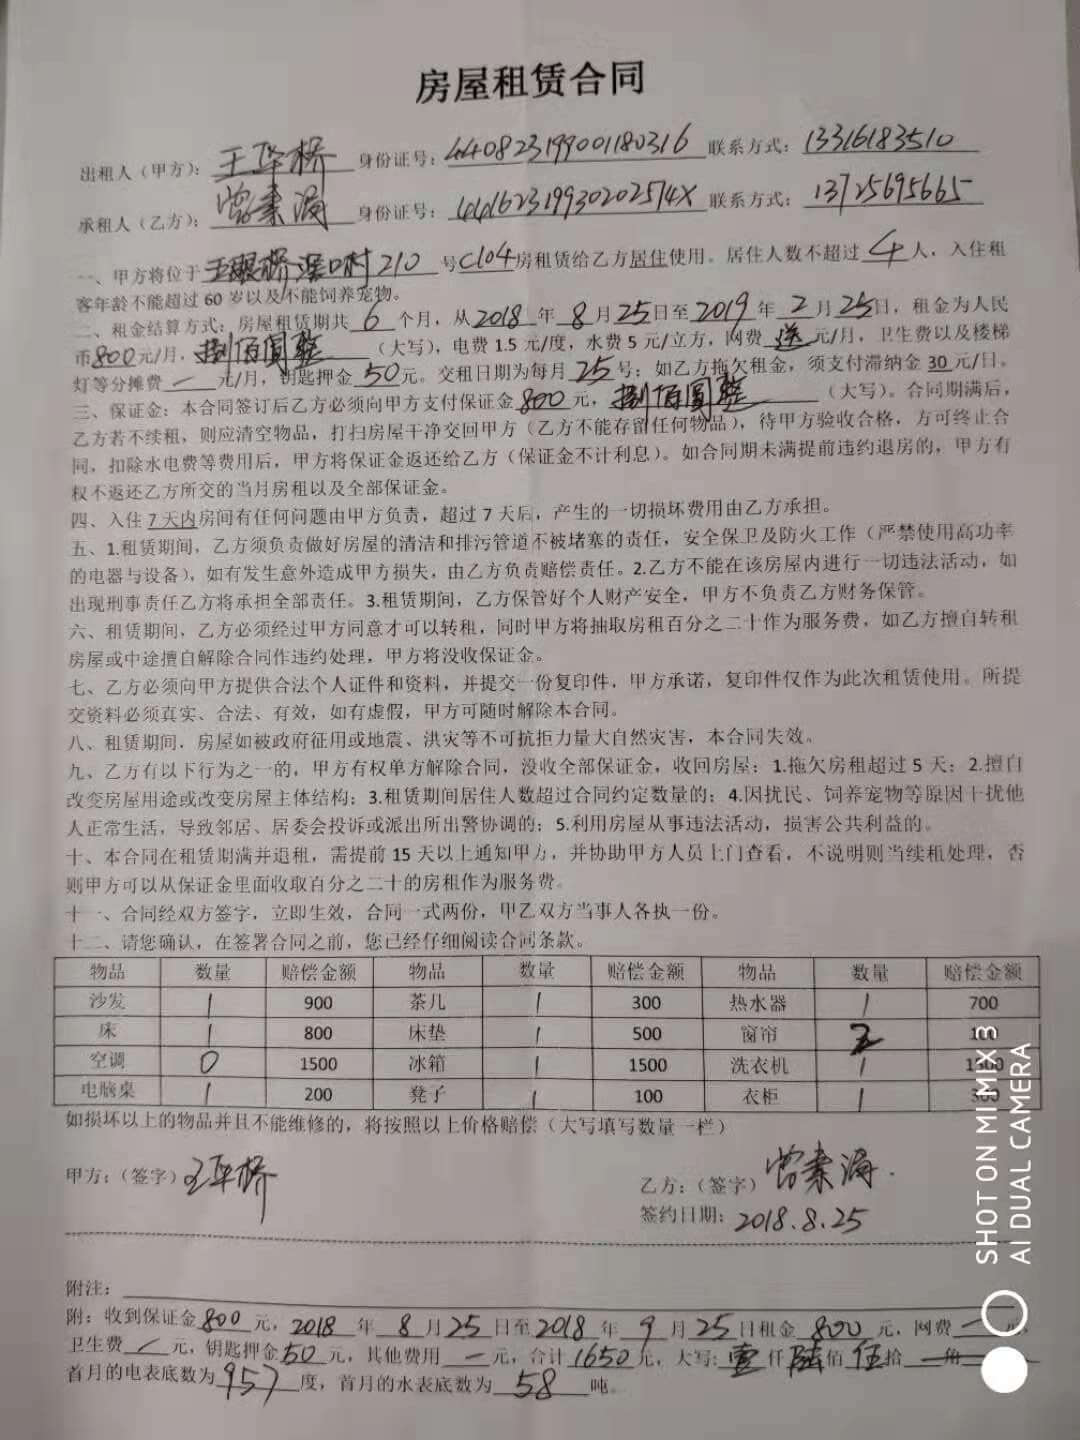 房屋租赁合同
出租人（甲方）：王华桥 身份证号：440823199001180316 联系方式：13316183510
承租人（乙方）：曾秉海 身份证号：44162319930202574X 联系方式：13725695665
一、甲方将位于王银桥深口村210 号C104房租赁给乙方居住使用。居住人数不超过4人，入住租
客年龄不能超过60岁以及不能饲养宠物。
二、租金结算方式：房屋租赁期共6个月，从2018年8月25日至2019年2月25日，租金为人民
币800元/月，捌佰圆整（大写），电费1.5元/度，水费5元/立方，网费送元/月，卫生费以及楼梯
灯等分摊费一元/月，钥匙押金50元。交租日期为每月25号；如乙方拖欠租金，须支付滞纳金30元/日。
三、保证金：本合同签订后乙方必须向甲方支付保证金800元，捌佰圆整（大写）。合同期满后，
乙方若不续租，则应清空物品，打扫房屋干净交回甲方（乙方不能存留任何物品），待甲方验收合格，方可终止合
同，扣除水电费等费用后，甲方将保证金返还给乙方（保证金不计利息）。如合同期未满提前违约退房的，甲方有
权不返还乙方所交的当月房租以及全部保证金。
四、入住7天内房间有任何问题由甲方负责，超过7天后，产生的一切损坏费用由乙方承担。
五、1.租赁期间，乙方须负责做好房屋的清洁和排污管道不被堵塞的责任，安全保卫及防火工作（严禁使用高功率
的电器与设备），如有发生意外造成甲方损失，由乙方负责赔偿责任。2.乙方不能在该房屋内进行一切违法活动，如
出现刑事责任乙方将承担全部责任。3.租赁期间，乙方保管好个人财产安全，甲方不负责乙方财务保管。
六、租赁期间，乙方必须经过甲方同意才可以转租，同时甲方将抽取房租百分之二十作为服务费，如乙方擅自转租
房屋或中途擅自解除合同作违约处理，甲方将没收保证金。
七、乙方必须向甲方提供合法个人证件和资料，并提交一份复印件，甲方承诺，复印件仅作为此次租赁使用。所提
交资料必须真实、合法、有效，如有虚假，甲方可随时解除本合同。
八、租赁期间，房屋如被政府征用或地震、洪灾等不可抗拒力量大自然灾害，本合同失效。
九、乙方有以下行为之一的，甲方有权单方解除合同，没收全部保证金，收回房屋：1.拖欠房租超过5天；2.擅自
改变房屋用途或改变房屋主体结构；3.租赁期间居住人数超过合同约定数量的；4.因扰民、饲养宠物等原因干扰他
人正常生活，导致邻居、居委会投诉或派出所出警协调的；5.利用房屋从事违法活动，损害公共利益的。
十、本合同在租赁期满并退租，需提前15天以上通知甲方，并协助甲方人员上门查看，不说明则当续租处理，否
则甲方可以从保证金里面收取百分之二十的房租作为服务费。
十一、合同经双方签字，立即生效，合同一式两份，甲乙双方当事人各执一份。
十二、请您确认，在签署合同之前，您已经仔细阅读合同条款。
物品 数量 赔偿金额 物品 数量 赔偿金额 物品 数量 赔偿金额
沙发 1 900 茶几 1 300 热水器 1 700
床 1 800 床垫 1 500 窗帘 2 100
空调 0 1500 冰箱 1 1500 洗衣机 1 1300
电脑桌 1 200 凳子 1 100 衣柜 1 300
如损坏以上的物品并且不能维修的，将按照以上价格赔偿（大写填写数量一栏）
甲方：（签字）王华桥
乙方：（签字）曾秉海
签约日期：2018.8.25
附注：
附：收到保证金800元，2018年8月25日至2018年9月25日租金800元，网费一元，
卫生费一元，钥匙押金50元，其他费用一元，合计1650元，大写：壹仟陆佰伍拾一角
首月的电表底数为957度，首月的水表底数为58吨。
SHOT ON MI MIX 3
AI DUAL CAMERA